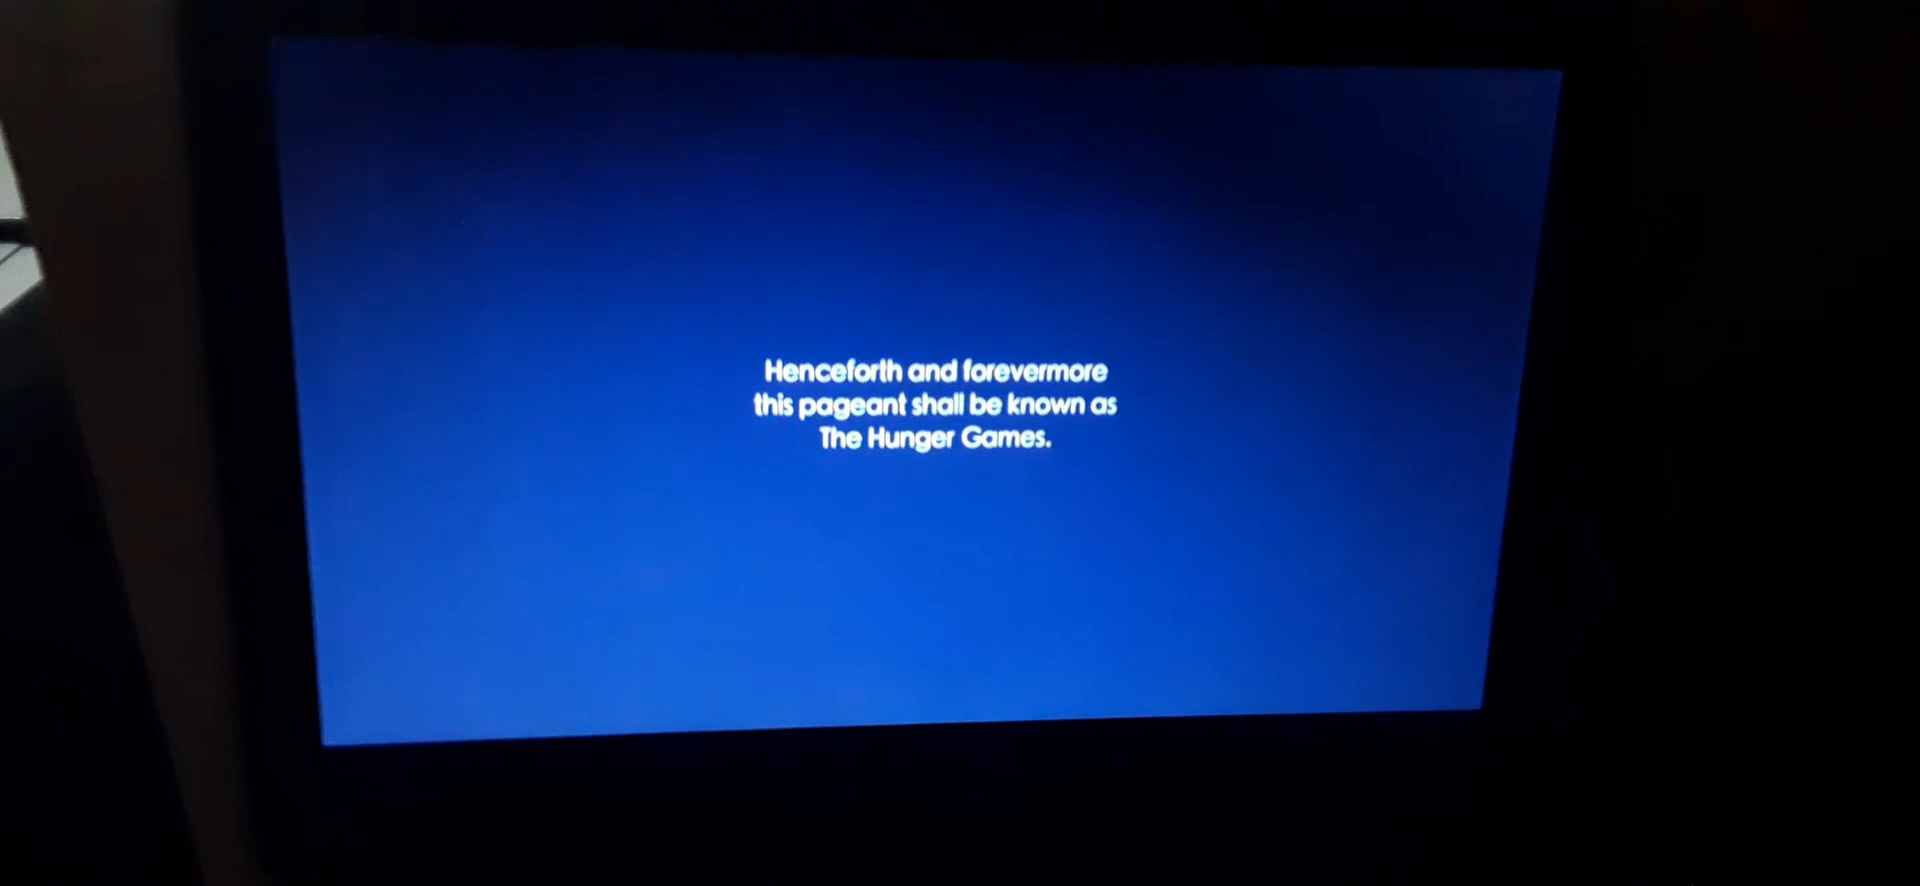 Henceforth and forevermore
this pageant shall be known as
The Hunger Games.